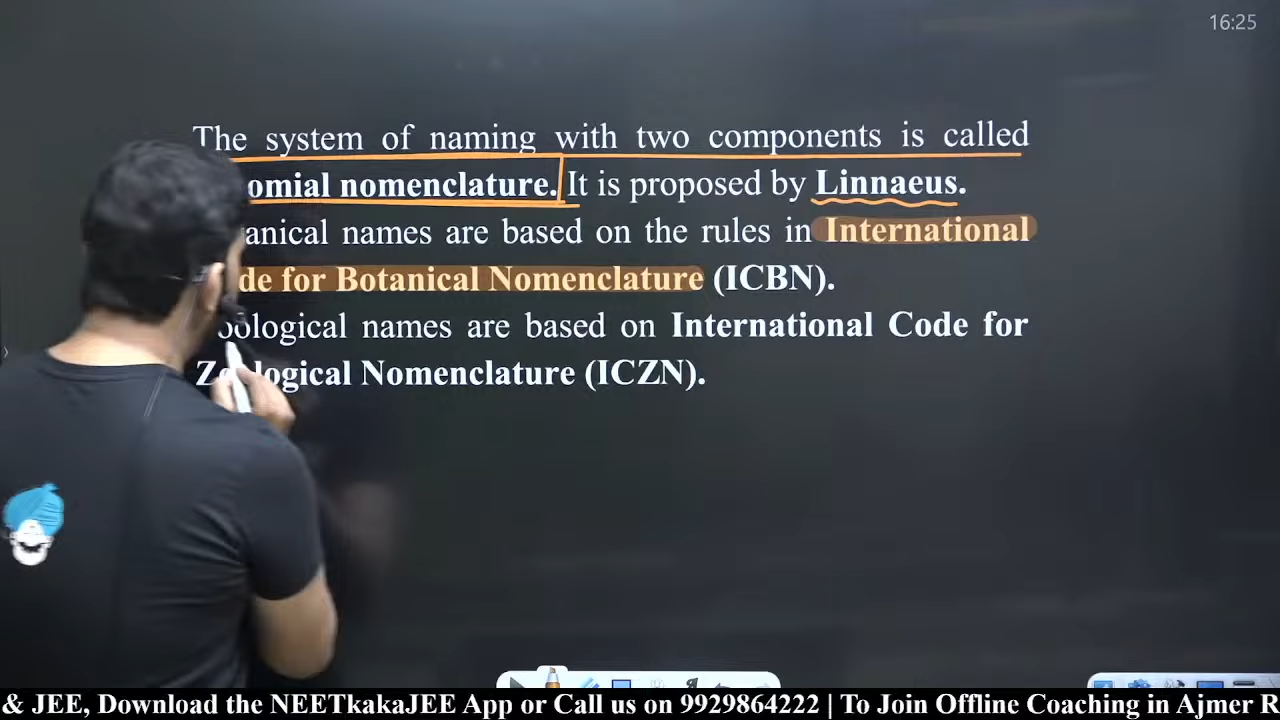 16:25
The system of naming with two components is called
omial nomenclature. It is proposed by Linnaeus.
anical names are based on the rules in International
de for Botanical Nomenclature (ICBN).
oological names are based on International Code for
Zoological Nomenclature (ICZN).
& JEE, Download the NEETkakaJEE App or Call us on 9929864222 | To Join Offline Coaching in Ajmer R